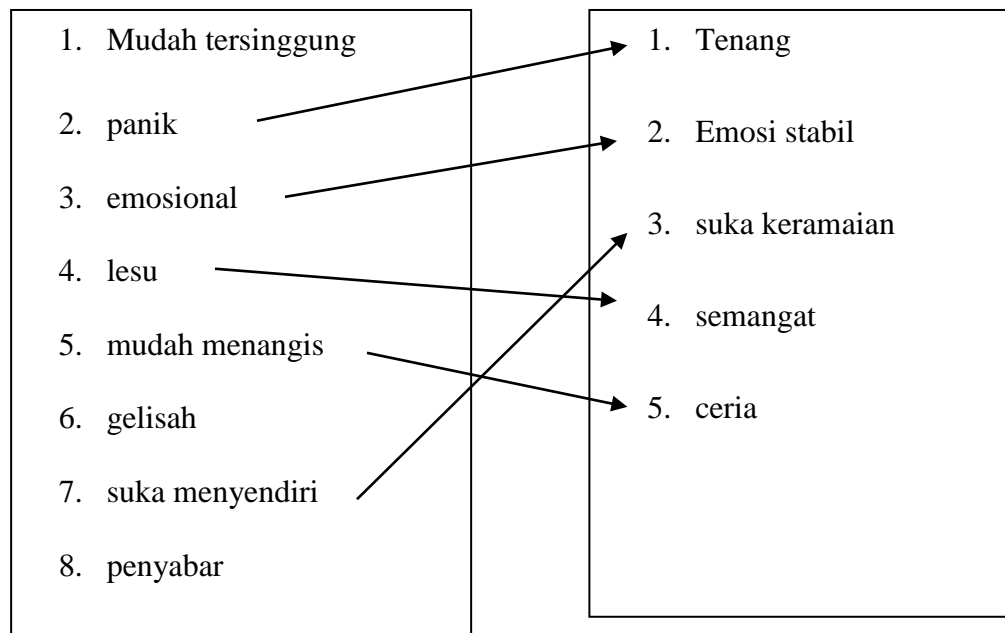 1. Mudah tersinggung
2. panik
3. emosional
4. lesu
5. mudah menangis
6. gelisah
7. suka menyendiri
8. penyabar
1. Tenang
2. Emosi stabil
3. suka keramaian
4. semangat
5. ceria